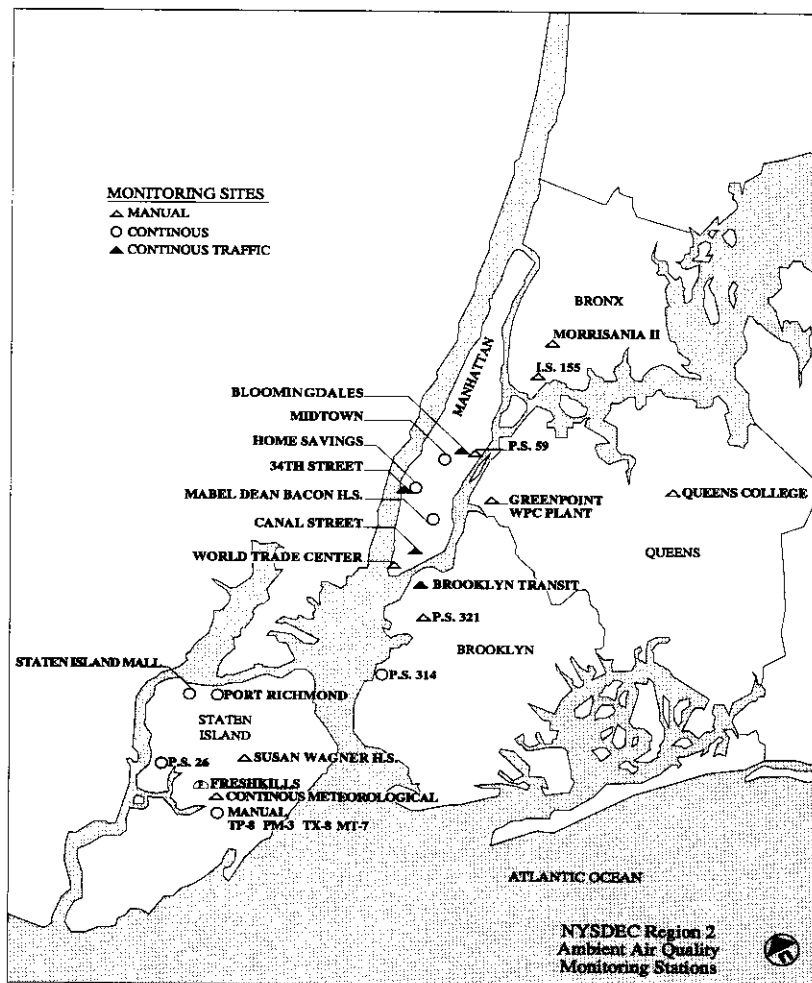 MONITORING SITES
MANUAL
CONTINOUS
CONTINOUS TRAFFIC
BRONX
MORRISANIA II
I.S. 155
MANHATTAN
BLOOMINGDALES
MIDTOWN
HOME SAVINGS
P.S. 59
34TH STREET
MABEL DEAN BACON H.S.
GREENPOINT
WPC PLANT
QUEENS COLLEGE
CANAL STREET
WORLD TRADE CENTER
QUEENS
BROOKLYN TRANSIT
P.S. 321
BROOKLYN
STATEN ISLAND MALL
P.S. 314
PORT RICHMOND
STATEN
ISLAND
SUSAN WAGNER H.S.
P.S. 26
FRESHKILLS
CONTINOUS METEOROLOGICAL
MANUAL
TP-8 PM-3 TX-8 MT-7
ATLANTIC OCEAN
NYSDEC Region 2
Ambient Air Quality
Monitoring Stations